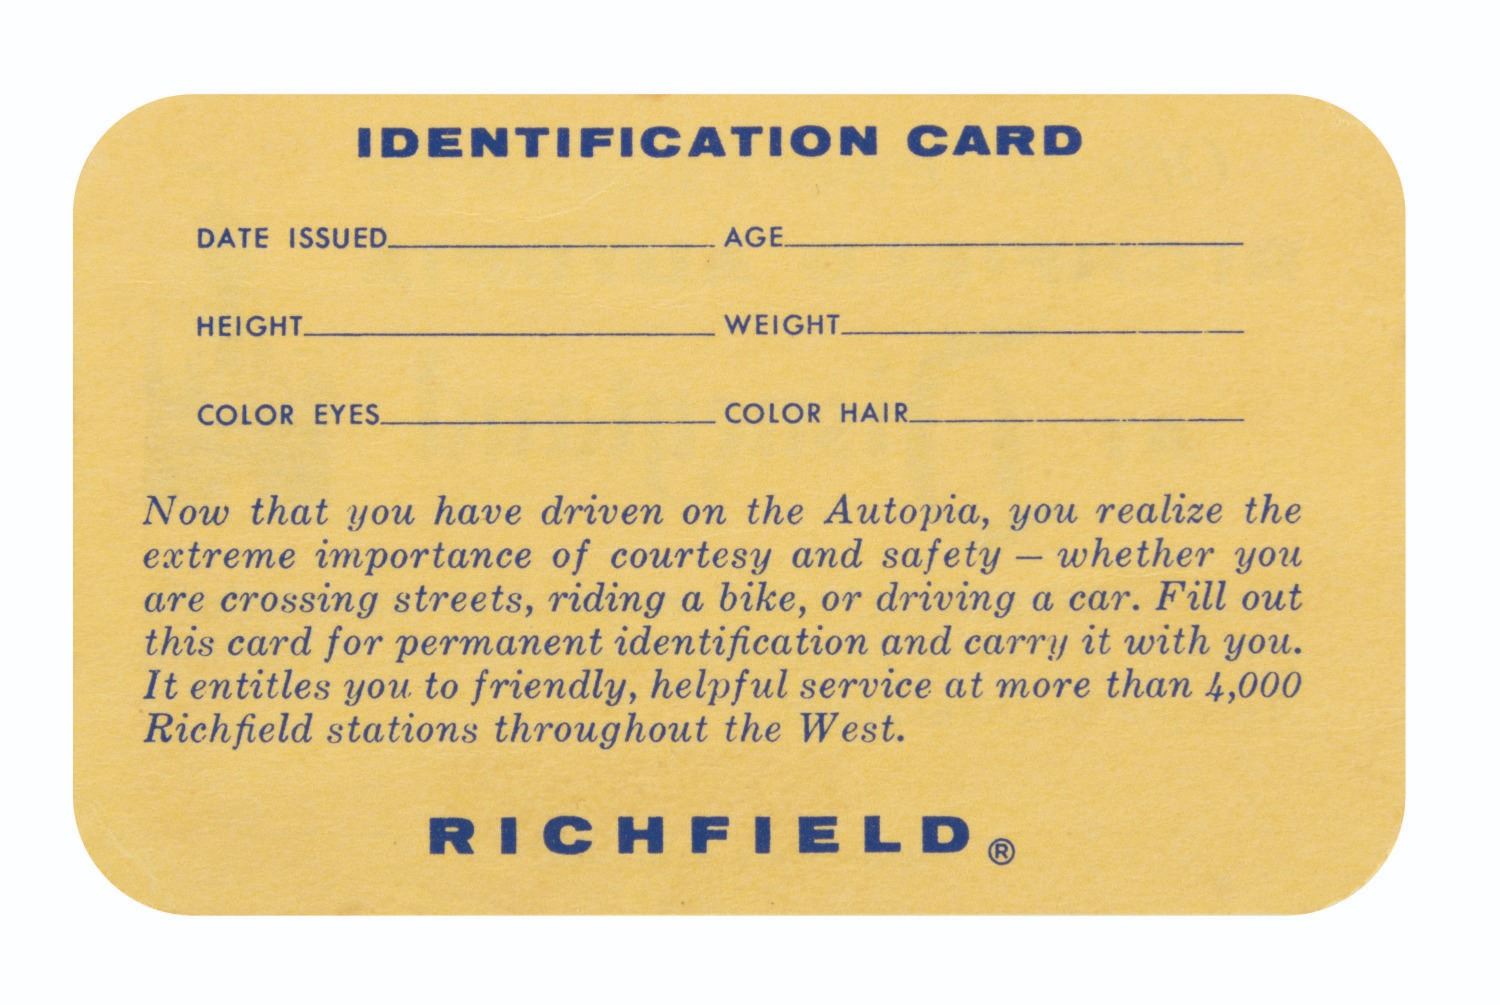 IDENTIFICATION CARD
DATE ISSUED AGE
HEIGHT WEIGHT
COLOR EYES COLOR HAIR
Now that you have driven on the Autopia, you realize the
extreme importance of courtesy and safety — whether you
are crossing streets, riding a bike, or driving a car. Fill out
this card for permanent identification and carry it with you.
It entitles you to friendly, helpful service at more than 4,000
Richfield stations throughout the West.
RICHFIELD®